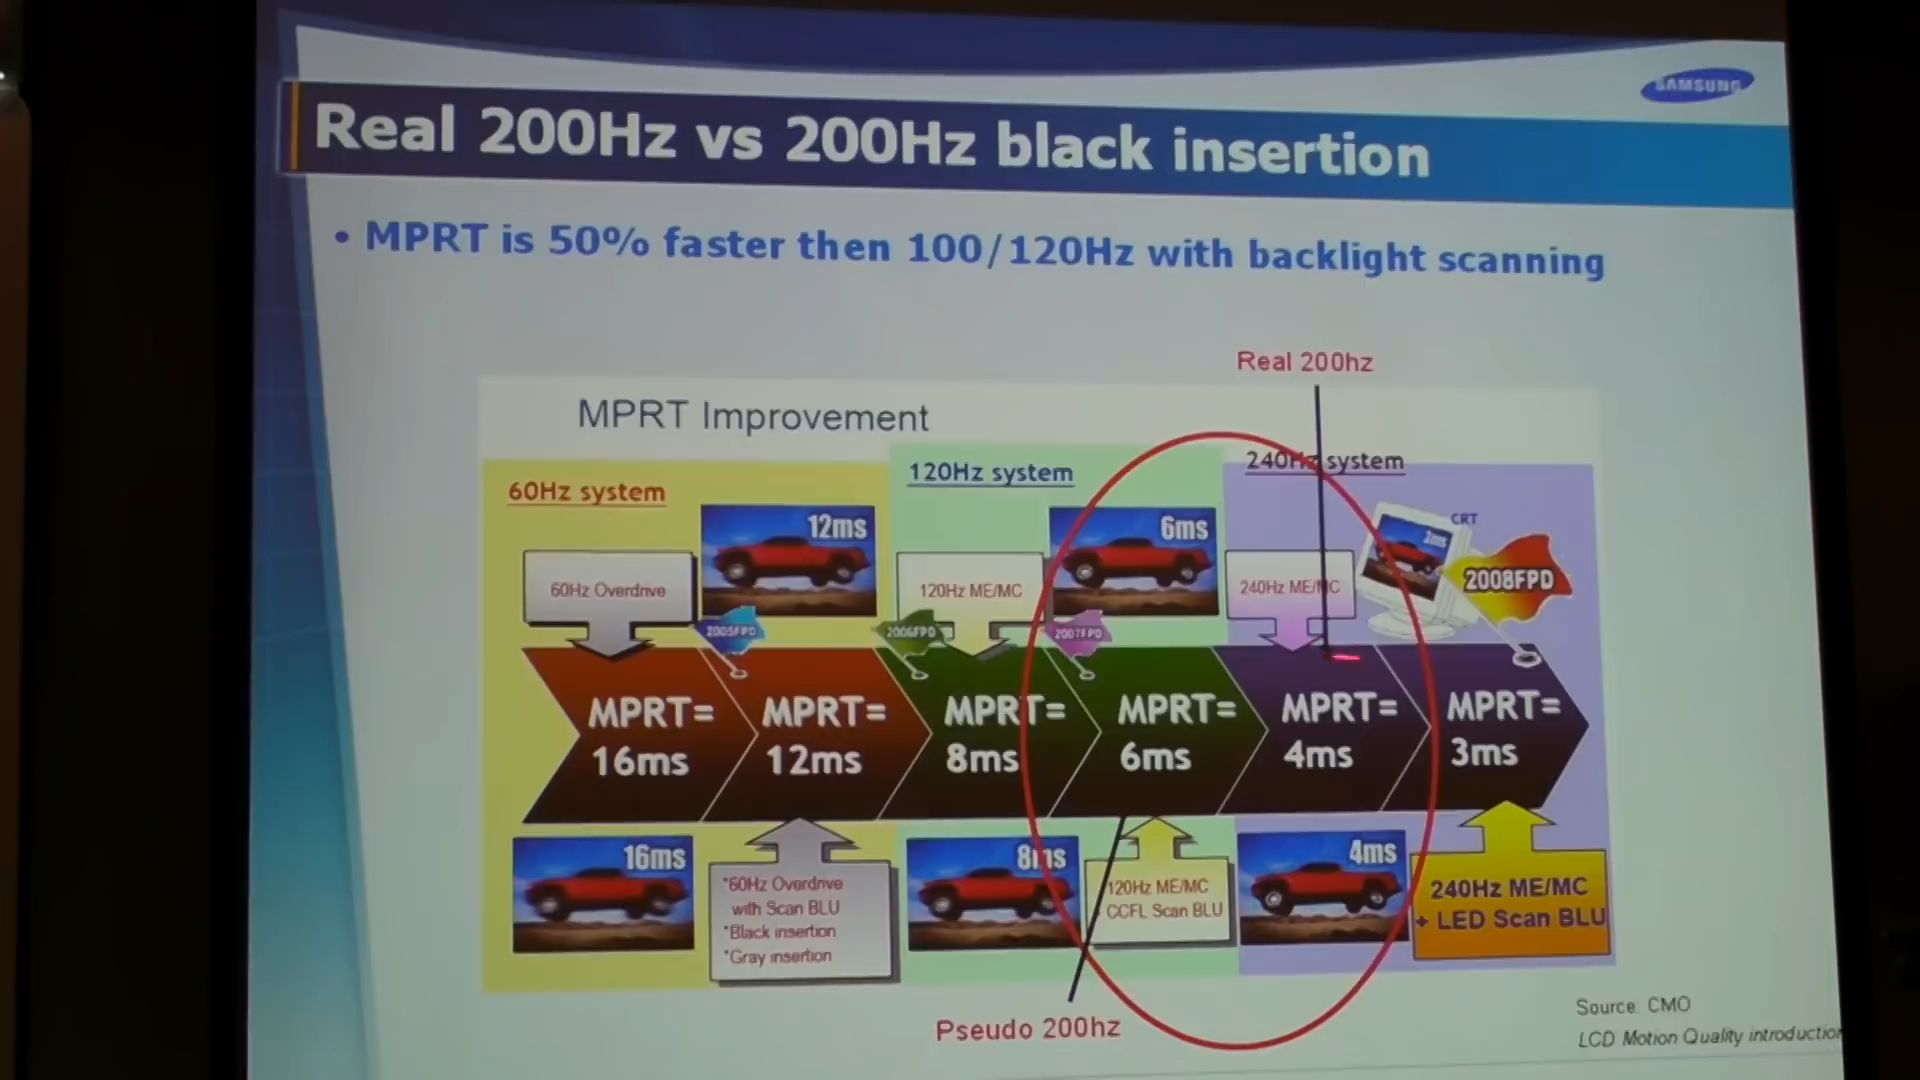 SAMSUNG
Real 200Hz vs 200Hz black insertion
• MPRT is 50% faster then 100/120Hz with backlight scanning
Real 200hz
MPRT Improvement
60Hz system
120Hz system
240Hz system
12ms
6ms
CRT
3ms
60Hz Overdrive
120Hz ME/MC
240Hz ME/MC
2008FPD
2005FPD
2006FPD
2007FPD
MPRT=
16ms
MPRT=
12ms
MPRT=
8ms
MPRT=
6ms
MPRT=
4ms
MPRT=
3ms
16ms
*60Hz Overdrive
with Scan BLU
*Black insertion
*Gray insertion
8ms
120Hz ME/MC
CCFL Scan BLU
4ms
240Hz ME/MC
+ LED Scan BLU
Pseudo 200hz
Source: CMO
LCD Motion Quality introduction